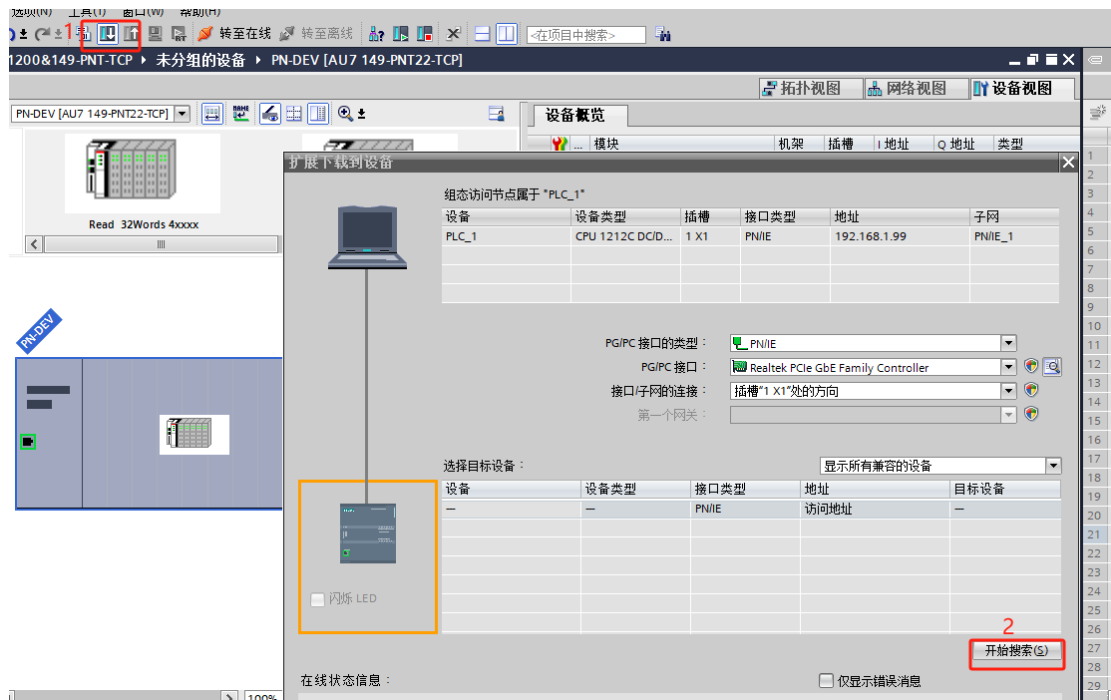 选项(N) 工具(T) 窗口(W) 帮助(H)
1 转至在线 转至离线 <在项目中搜索>
1200&149-PNT-TCP 未分组的设备 PN-DEV [AU7 149-PNT22-TCP]
拓扑视图 网络视图 设备视图
PN-DEV [AU7 149-PNT22-TCP] 设备概览
... 模块 机架 插槽 I 地址 Q 地址 类型
扩展下载到设备
Read 32Words 4xxxx
组态访问节点属于 "PLC_1"
设备 设备类型 插槽 接口类型 地址 子网
PLC_1 CPU 1212C DC/D... 1 X1 PN/IE 192.168.1.99 PN/IE_1
PN-DEV
PG/PC 接口的类型: PN/IE
PG/PC 接口: Realtek PCIe GbE Family Controller
接口/子网的连接: 插槽"1 X1"处的方向
第一个网关:
选择目标设备: 显示所有兼容的设备
设备 设备类型 接口类型 地址 目标设备
— — PN/IE 访问地址 —
闪烁 LED
2
开始搜索(S)
在线状态信息: 仅显示错误消息
100%
1
2
3
4
5
6
7
8
9
10
11
12
13
14
15
16
17
18
19
20
21
22
23
24
25
26
27
28
29